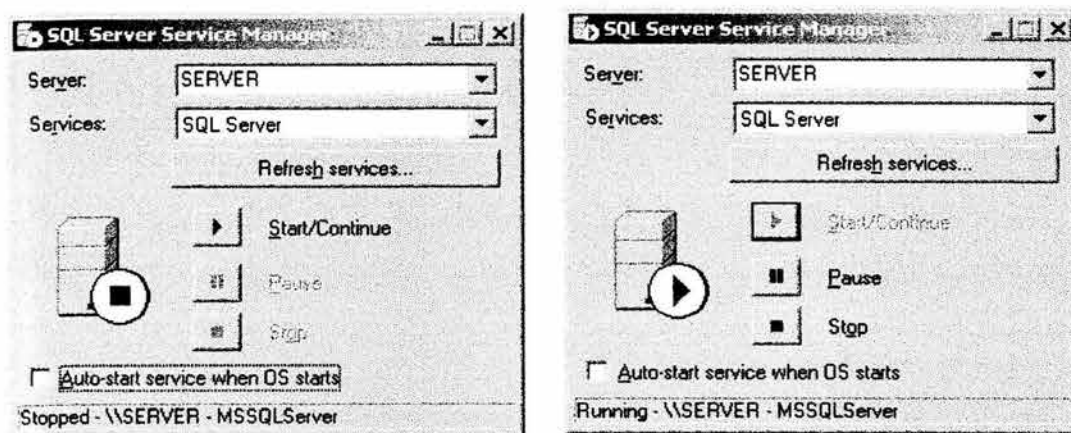 SQL Server Service Manager
Server: SERVER
Services: SQL Server
Refresh services...
Start/Continue
Pause
Stop
Auto-start service when OS starts
Stopped - \\SERVER - MSSQLServer
SQL Server Service Manager
Server: SERVER
Services: SQL Server
Refresh services...
Start/Continue
Pause
Stop
Auto-start service when OS starts
Running - \\SERVER - MSSQLServer